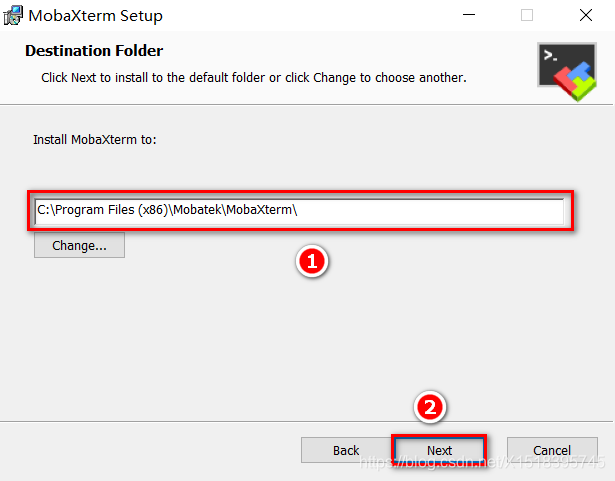 MobaXterm Setup
Destination Folder
Click Next to install to the default folder or click Change to choose another.
>_
Install MobaXterm to:
C:\Program Files (x86)\Mobatek\MobaXterm\
Change...
1
2
Back Next Cancel
https://blog.csdn.net/X1518395745